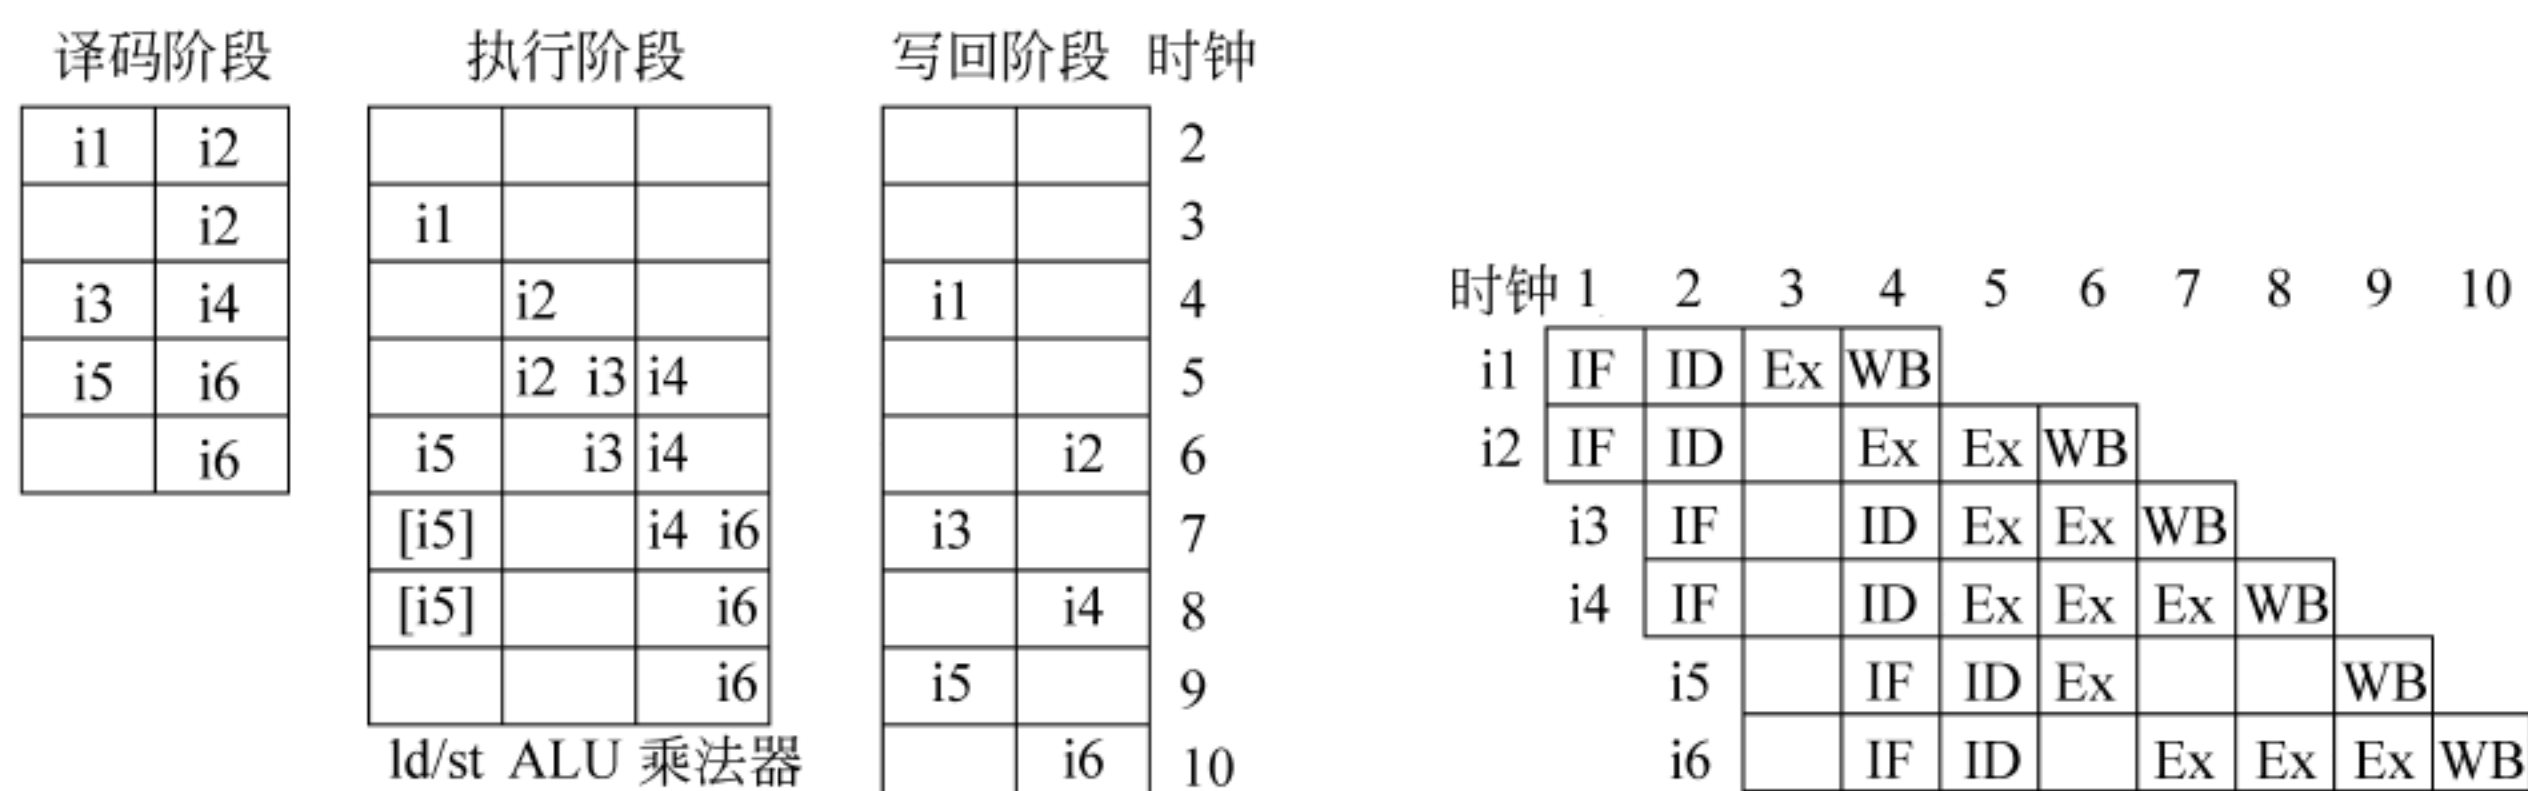 译码阶段 执行阶段 写回阶段 时钟
i1 i2 2
i2 i1 3
i3 i4 i2 i1 4
i5 i6 i2 i3 i4 5
i6 i5 i3 i4 i2 6
[i5] i4 i6 i3 7
[i5] i6 i4 8
i6 i5 9
ld/st ALU 乘法器 i6 10
时钟 1 2 3 4 5 6 7 8 9 10
i1 IF ID Ex WB
i2 IF ID Ex Ex WB
i3 IF ID Ex Ex WB
i4 IF ID Ex Ex Ex WB
i5 IF ID Ex WB
i6 IF ID Ex Ex Ex WB